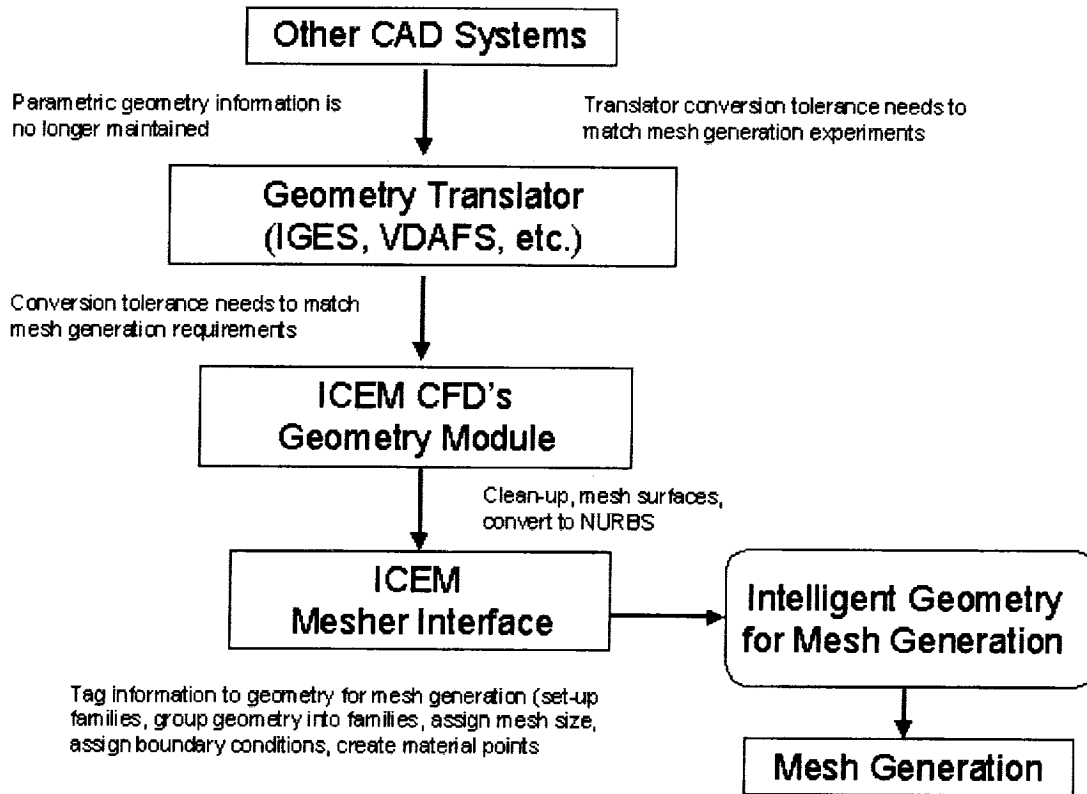 Other CAD Systems
Parametric geometry information is
no longer maintained
Translator conversion tolerance needs to
match mesh generation experiments
Geometry Translator
(IGES, VDAFS, etc.)
Conversion tolerance needs to match
mesh generation requirements
ICEM CFD's
Geometry Module
Clean-up, mesh surfaces,
convert to NURBS
ICEM
Mesher Interface
Intelligent Geometry
for Mesh Generation
Tag information to geometry for mesh generation (set-up
families, group geometry into families, assign mesh size,
assign boundary conditions, create material points
Mesh Generation